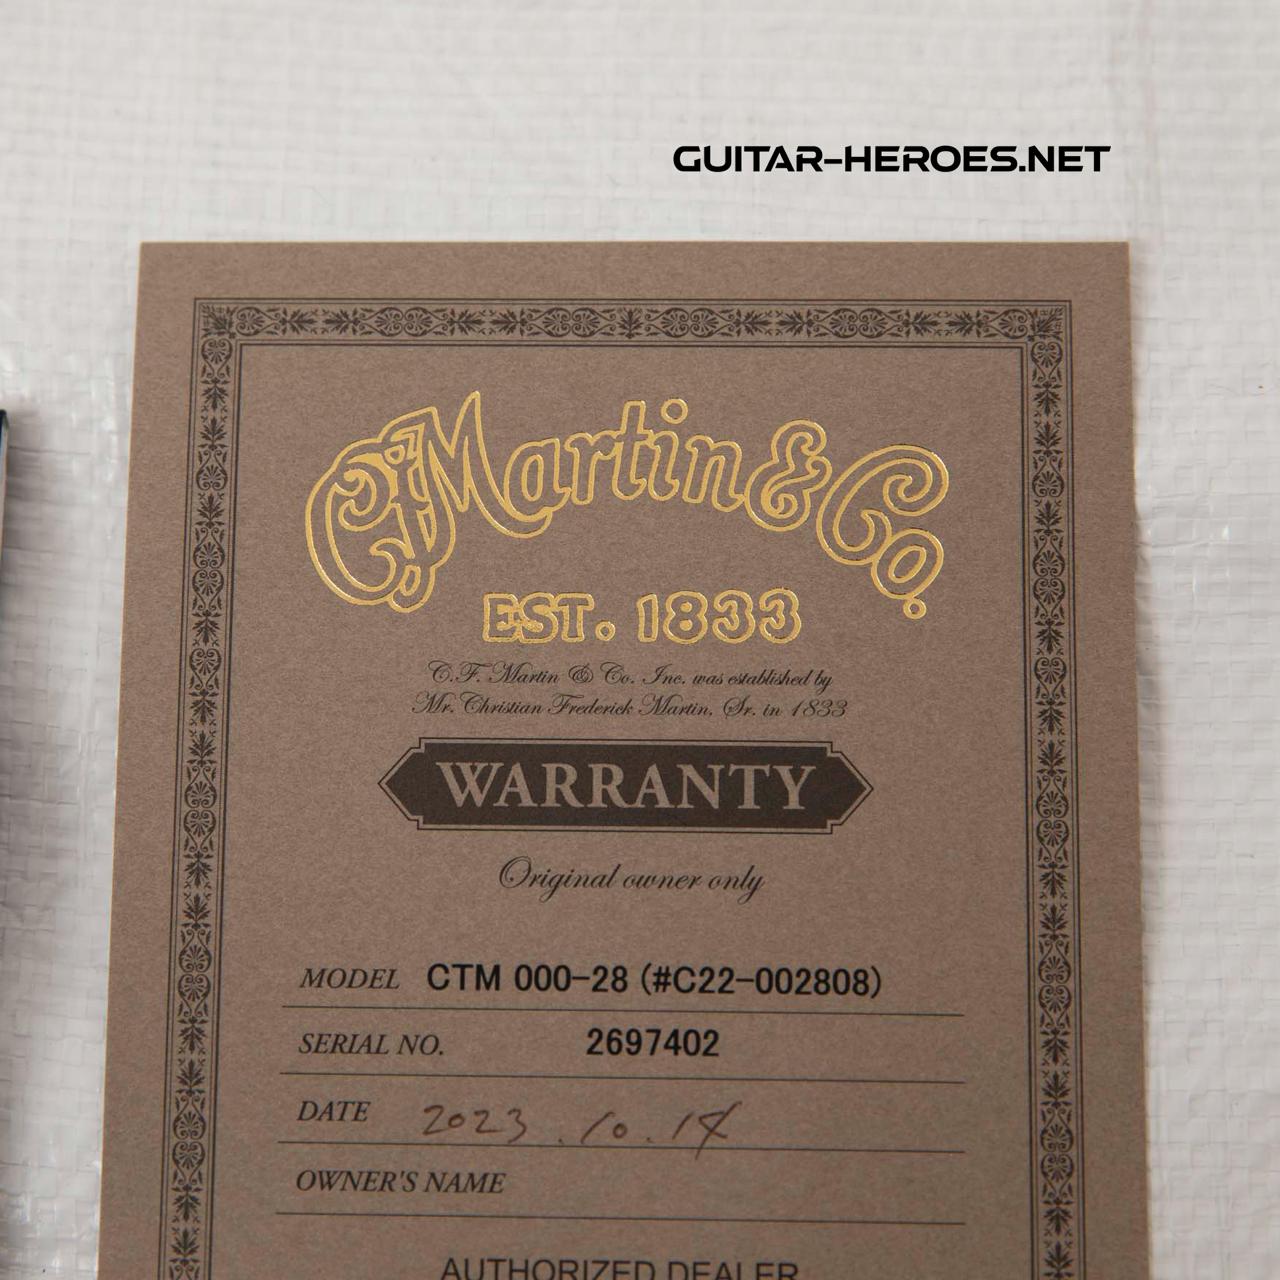 GUITAR-HEROES.NET
CF Martin & Co.
EST. 1833
C.F. Martin & Co. Inc. was established by
Mr. Christian Frederick Martin, Sr. in 1833
WARRANTY
Original owner only
MODEL CTM 000-28 (#C22-002808)
SERIAL NO. 2697402
DATE 2023.10.14
OWNER'S NAME
AUTHORIZED DEALER